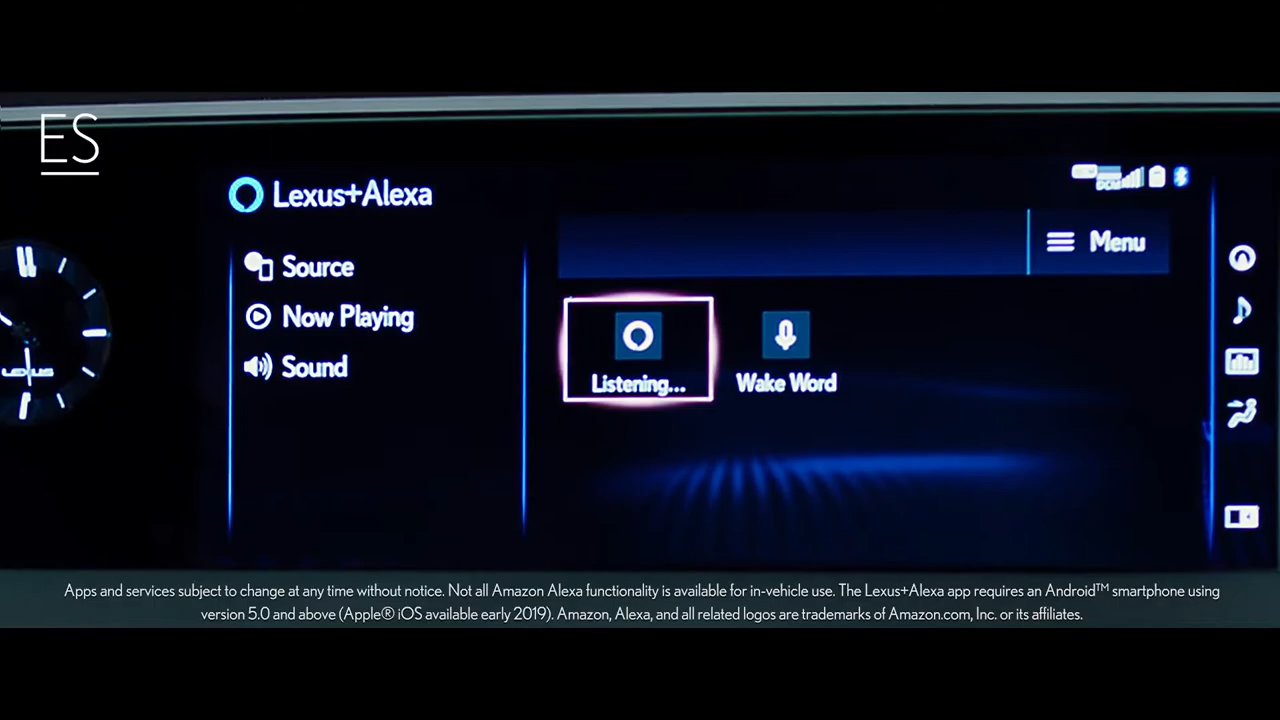 ES
Lexus+Alexa
DCM
Source
Now Playing
Sound
Menu
Listening...
Wake Word
LEXUS
Apps and services subject to change at any time without notice. Not all Amazon Alexa functionality is available for in-vehicle use. The Lexus+Alexa app requires an Android™ smartphone using
version 5.0 and above (Apple® iOS available early 2019). Amazon, Alexa, and all related logos are trademarks of Amazon.com, Inc. or its affiliates.